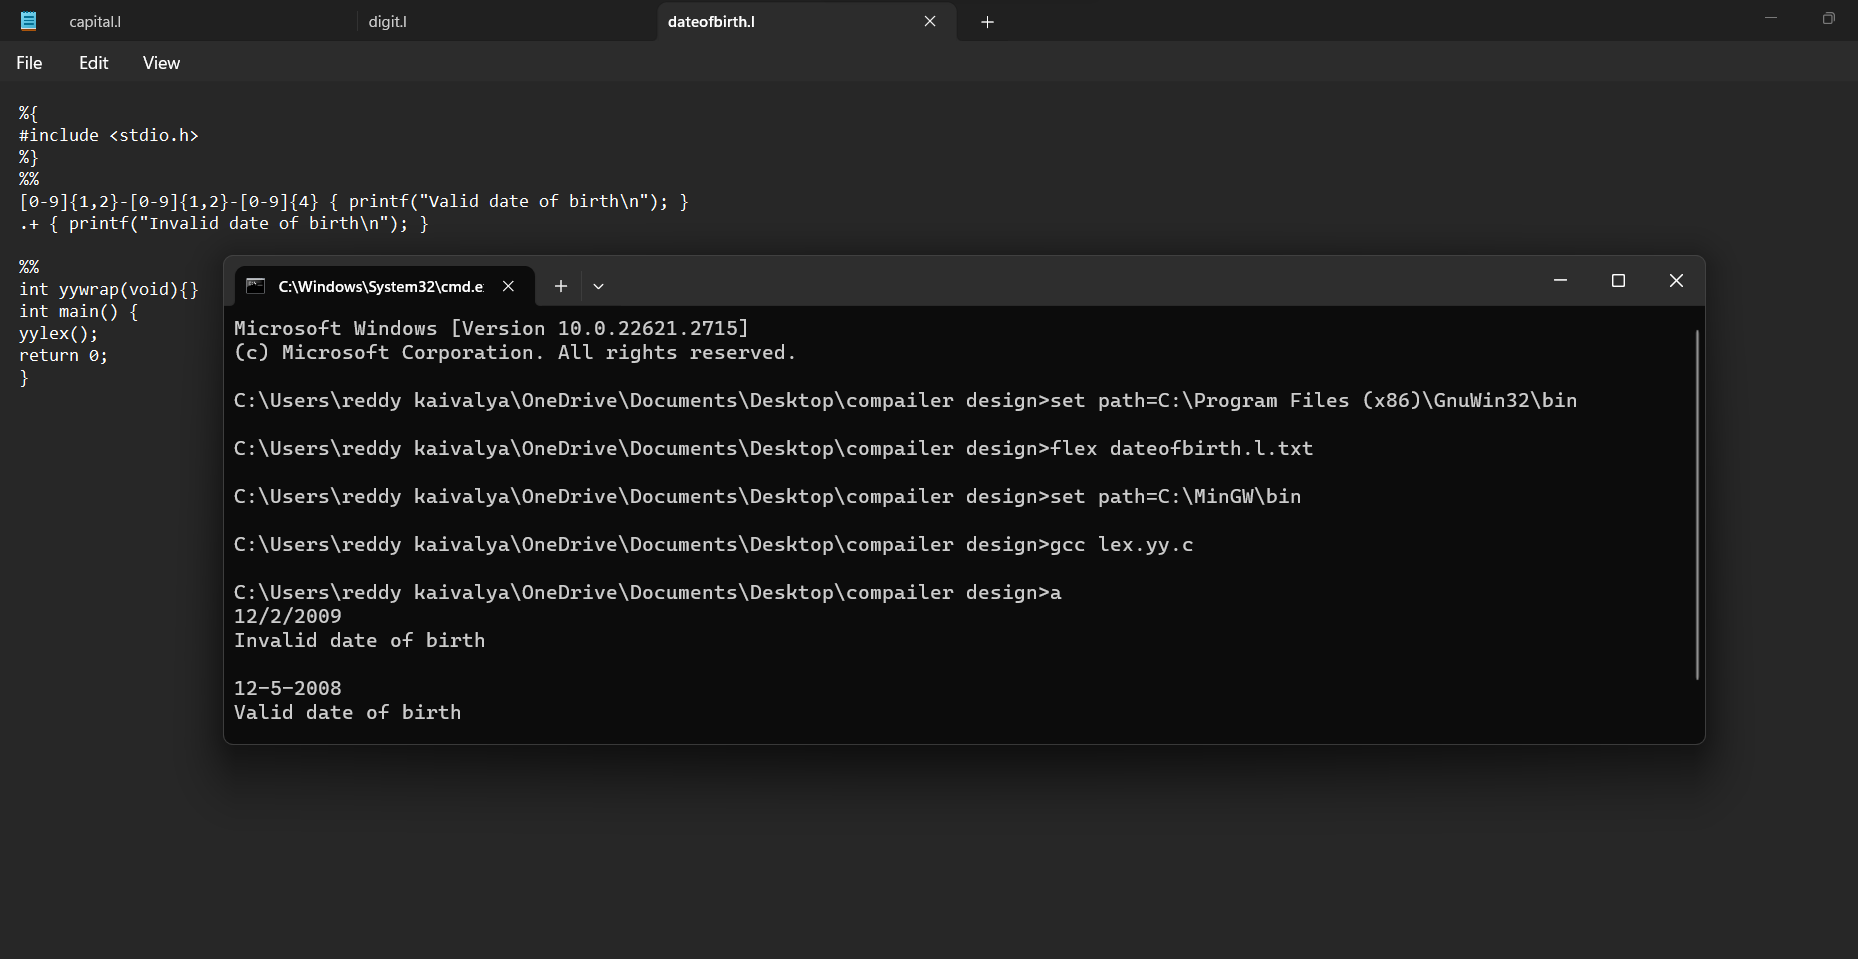 capital.l digit.l dateofbirth.l
File Edit View
%{
#include <stdio.h>
%}
%%
[0-9]{1,2}-[0-9]{1,2}-[0-9]{4} { printf("Valid date of birth\n"); }
.+ { printf("Invalid date of birth\n"); }
%%
int yywrap(void){}
int main() {
yylex();
return 0;
}
C:\Windows\System32\cmd.e
Microsoft Windows [Version 10.0.22621.2715]
(c) Microsoft Corporation. All rights reserved.
C:\Users\reddy kaivalya\OneDrive\Documents\Desktop\compailer design>set path=C:\Program Files (x86)\GnuWin32\bin
C:\Users\reddy kaivalya\OneDrive\Documents\Desktop\compailer design>flex dateofbirth.l.txt
C:\Users\reddy kaivalya\OneDrive\Documents\Desktop\compailer design>set path=C:\MinGW\bin
C:\Users\reddy kaivalya\OneDrive\Documents\Desktop\compailer design>gcc lex.yy.c
C:\Users\reddy kaivalya\OneDrive\Documents\Desktop\compailer design>a
12/2/2009
Invalid date of birth
12-5-2008
Valid date of birth